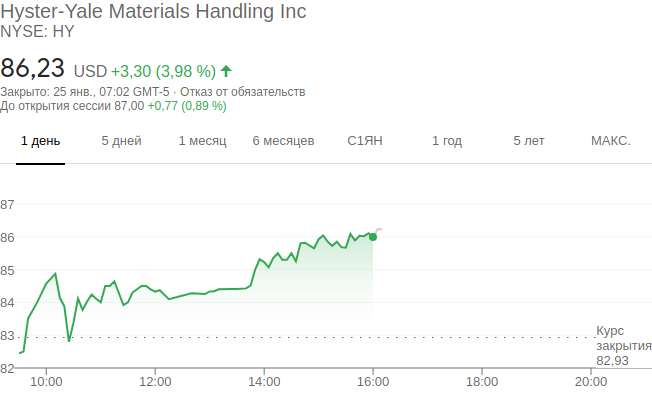 Hyster-Yale Materials Handling Inc
NYSE: HY
86,23 USD +3,30 (3,98 %)
Закрыто: 25 янв., 07:02 GMT-5 · Отказ от обязательств
До открытия сессии 87,00 +0,77 (0,89 %)
1 день 5 дней 1 месяц 6 месяцев С1ЯН 1 год 5 лет МАКС.
87
86
85
84
83
82
Курс
закрытия
82,93
10:00 12:00 14:00 16:00 18:00 20:00